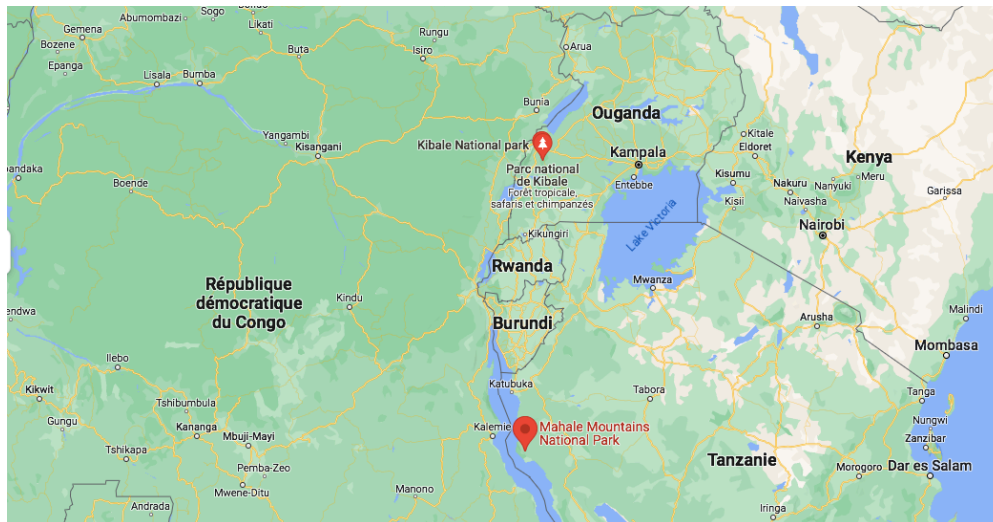 Sogo
Abumombazi
Gemena
Likati
Rungu
Bozene
Buta
Isiro
Arua
Epanga
Lisala
Bumba
Bunia
Ouganda
Yangambi
Kisangani
Kibale National park
Kitale
Eldoret
Kampala
Kenya
Parc national
de Kibale
Forêt tropicale,
safaris et chimpanzés
Entebbe
Kisumu
Meru
Nakuru
Nanyuki
Boende
Garissa
Kisii
Naivasha
Nairobi
Lake Victoria
Kikungiri
Rwanda
Mwanza
République
démocratique
du Congo
Kindu
Burundi
Arusha
Malindi
Mombasa
Ilebo
Katubuka
Tabora
Kikwit
Tshibumbula
Tanga
Gungu
Kananga
Mbuji-Mayi
Kalemie
Mahale Mountains
National Park
Nungwi
Zanzibar
Tshikapa
Pemba-Zeo
Tanzanie
Morogoro
Dar es Salam
Mwene-Ditu
Manono
Andrada
Iringa